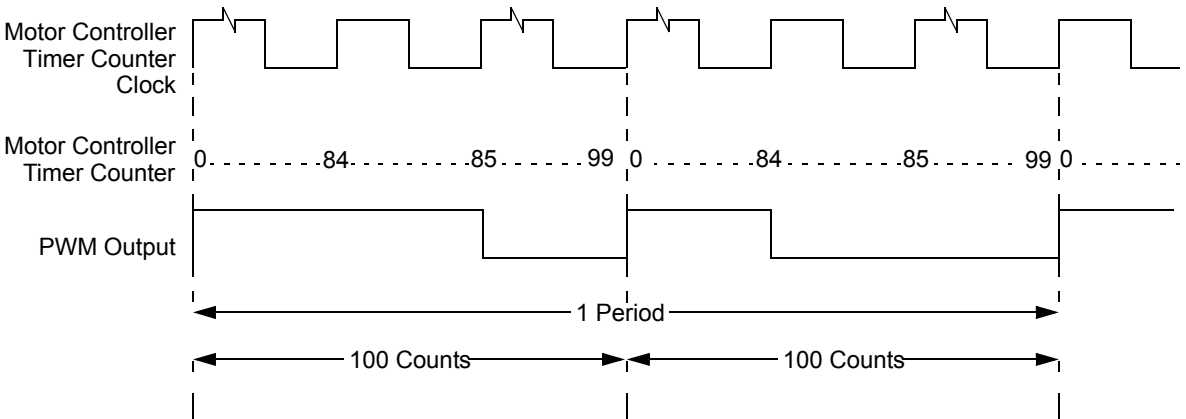 Motor Controller
Timer Counter
Clock
Motor Controller
Timer Counter
0 84 85 99 0 84 85 99 0
PWM Output
1 Period
100 Counts 100 Counts